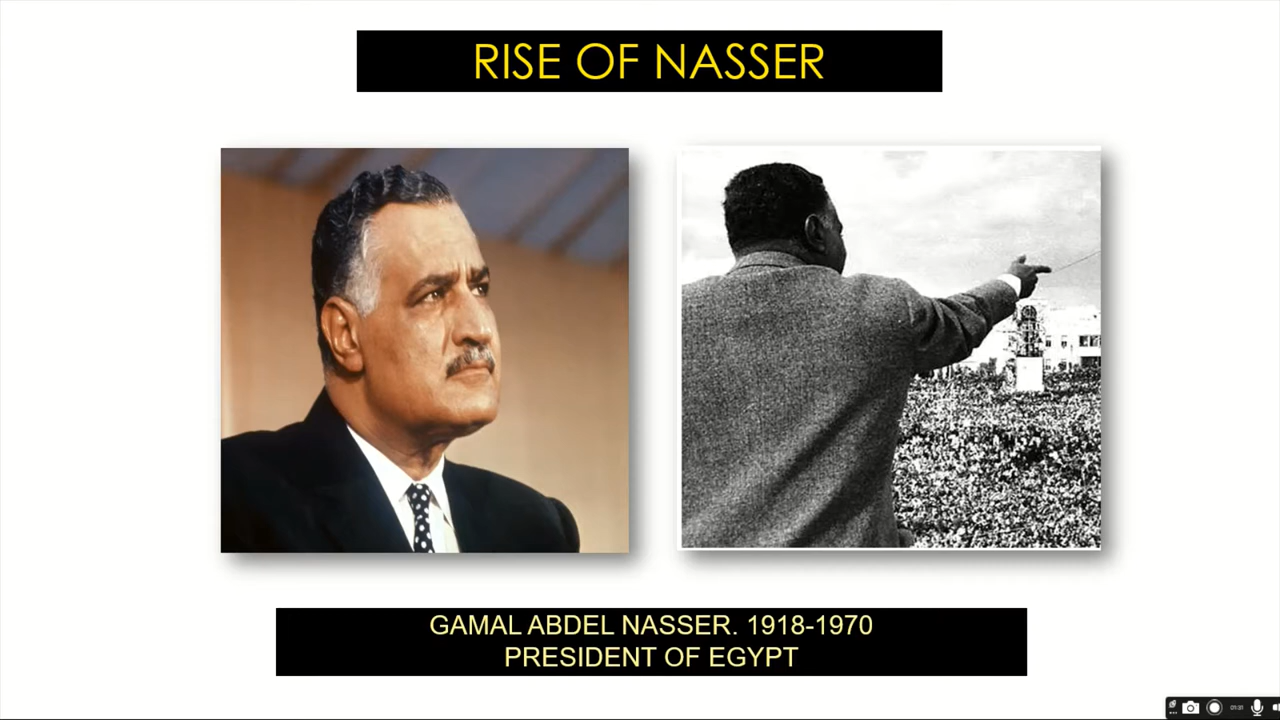 RISE OF NASSER
GAMAL ABDEL NASSER. 1918-1970
PRESIDENT OF EGYPT